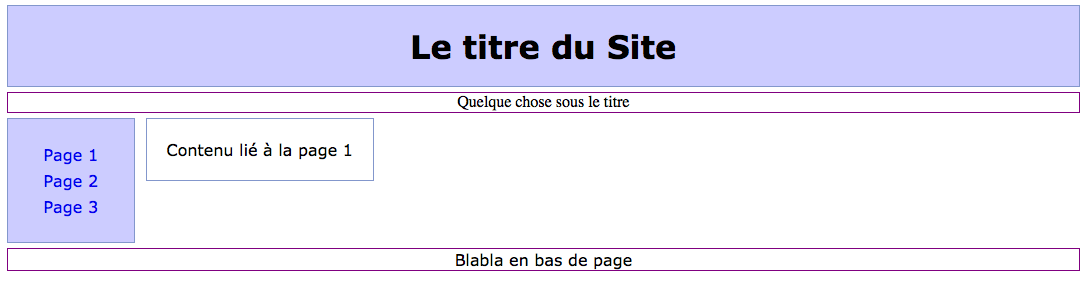 Le titre du Site
Quelque chose sous le titre
Page 1
Page 2
Page 3
Contenu lié à la page 1
Blabla en bas de page